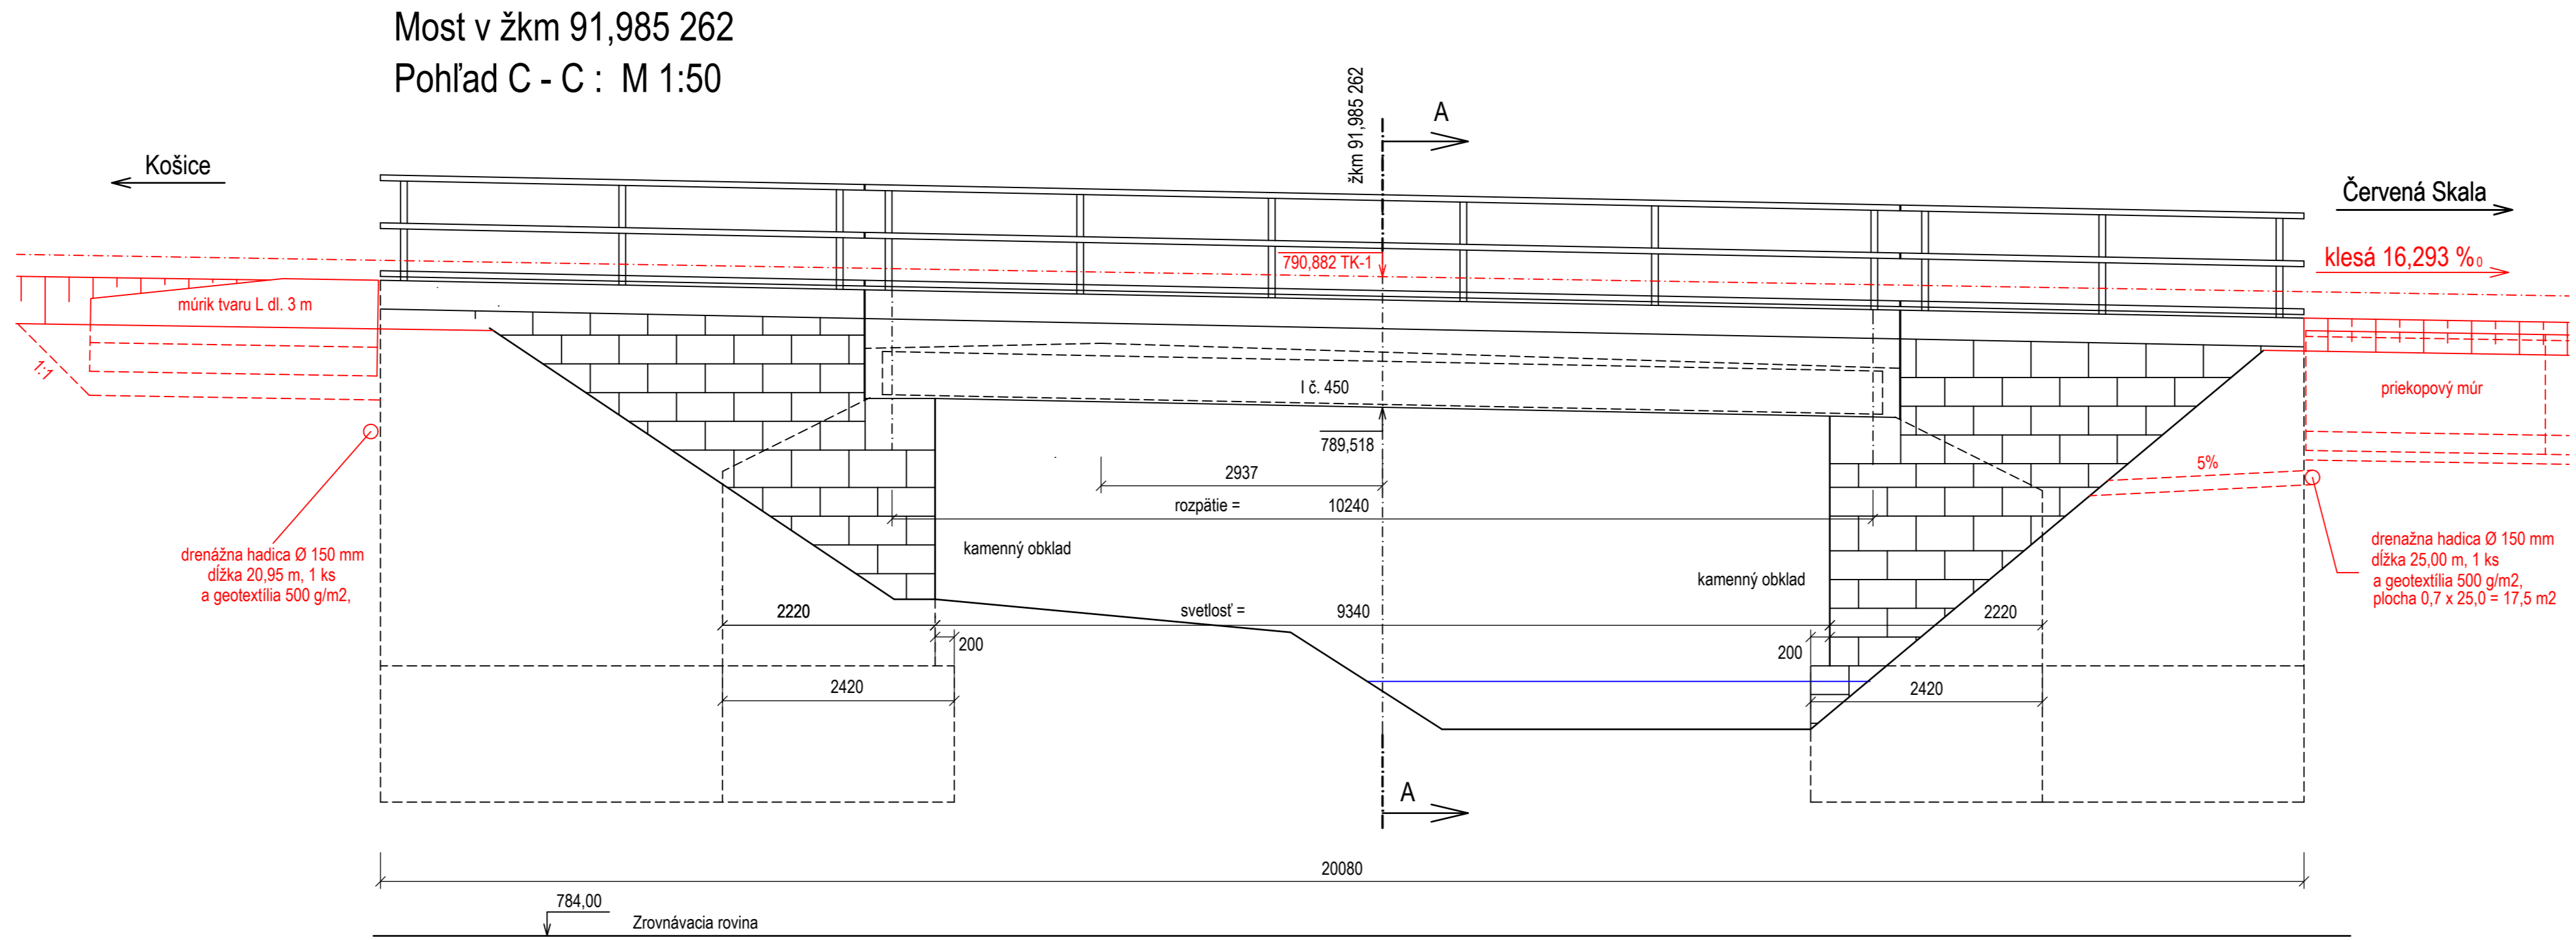 Most v žkm 91,985 262
Pohľad C - C : M 1:50
žkm 91,985 262
A
Košice
Červená Skala
790,882 TK-1
klesá 16,293 %₀
múrik tvaru L dl. 3 m
1:1
I č. 450
priekopový múr
789,518
2937
5%
rozpätie = 10240
drenážna hadica Ø 150 mm
dĺžka 20,95 m, 1 ks
a geotextília 500 g/m2,
kamenný obklad
kamenný obklad
drenažna hadica Ø 150 mm
dĺžka 25,00 m, 1 ks
a geotextília 500 g/m2,
plocha 0,7 x 25,0 = 17,5 m2
2220
svetlosť = 9340
2220
200
200
2420
2420
A
20080
784,00
Zrovnávacia rovina